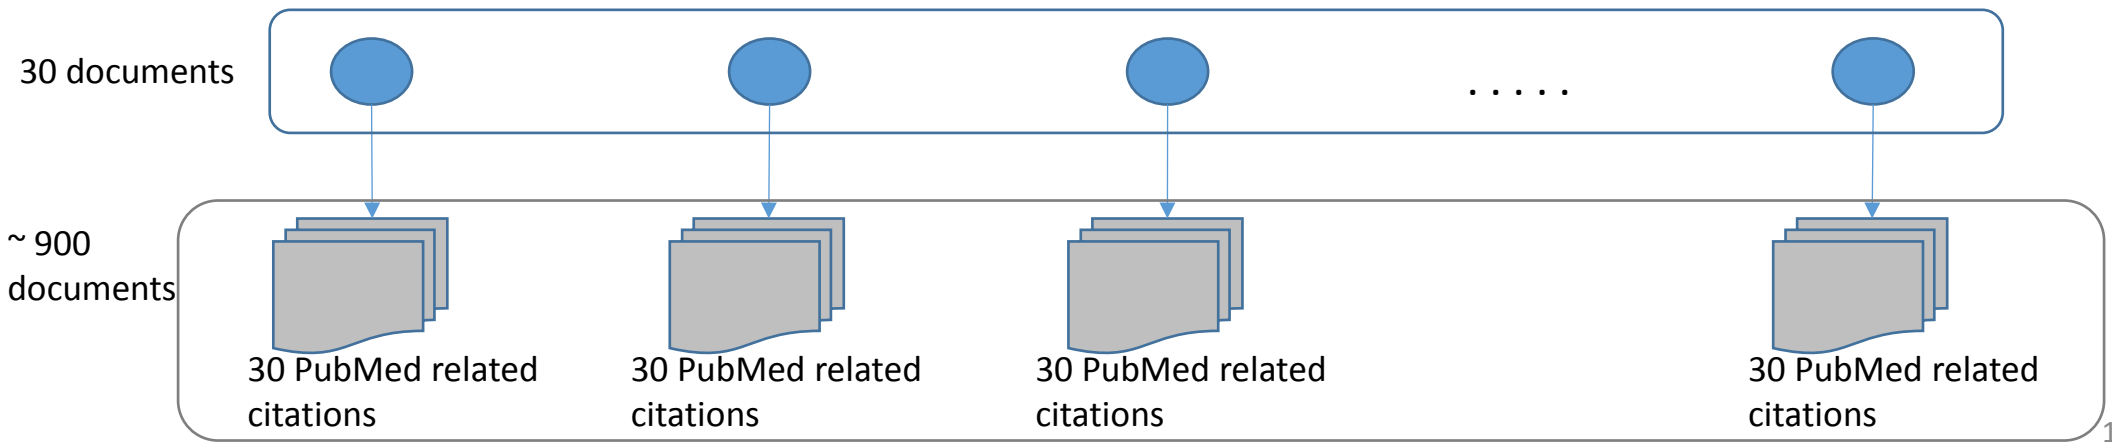 30 documents
. . . . .
~ 900
documents
30 PubMed related
citations
30 PubMed related
citations
30 PubMed related
citations
30 PubMed related
citations
1